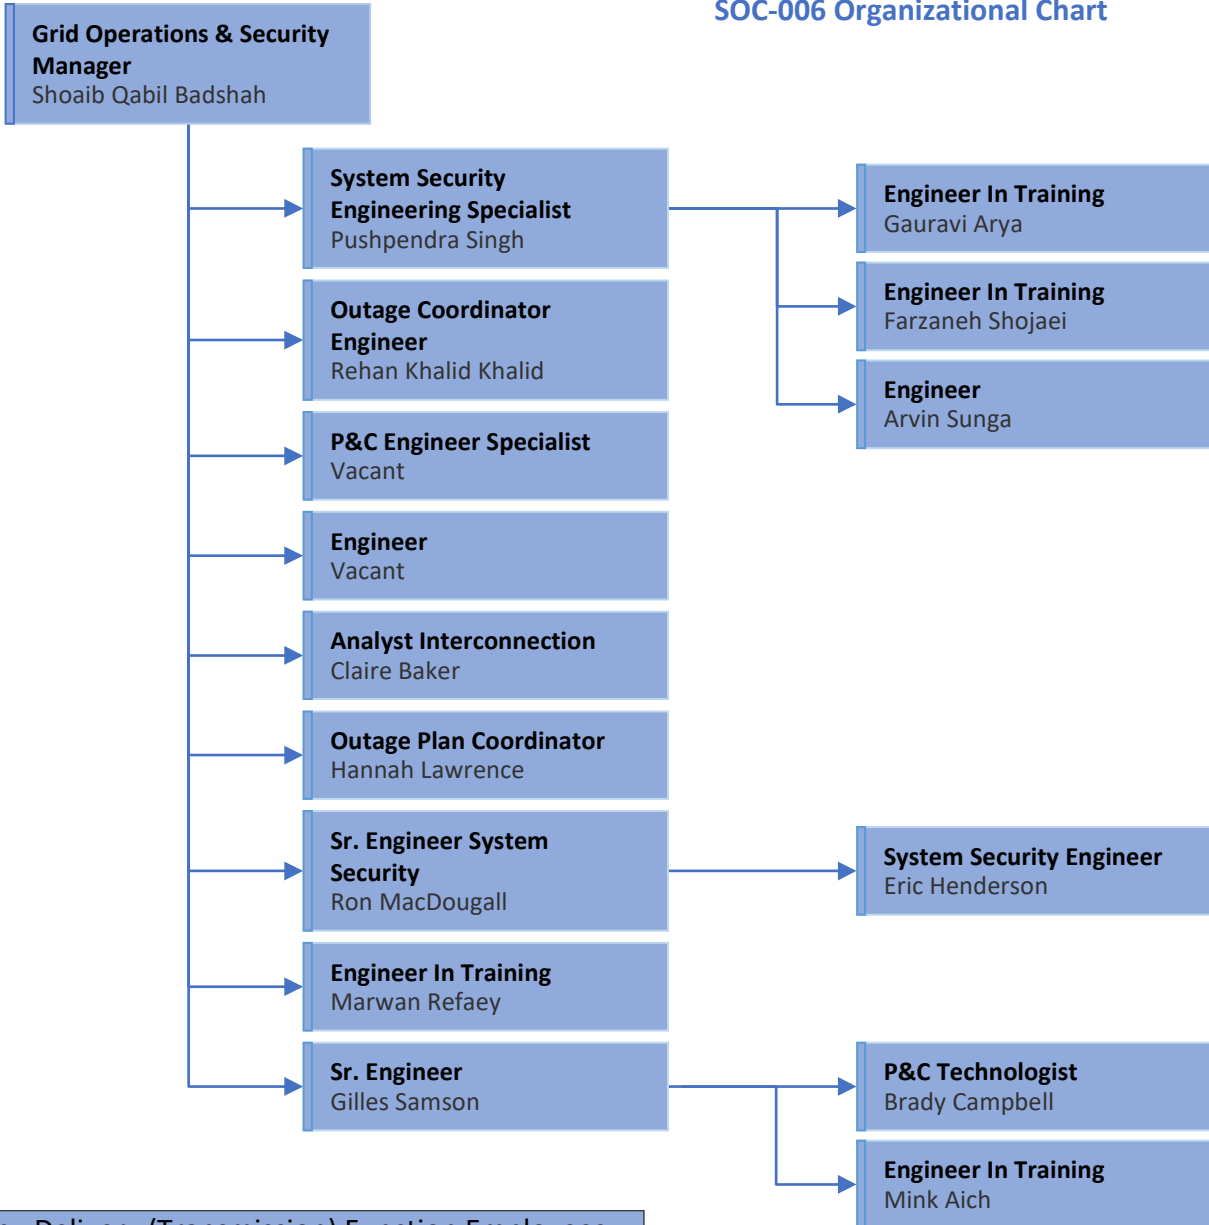 SOC-006 Organizational Chart
Grid Operations & Security
Manager
Shoaib Qabil Badshah
System Security
Engineering Specialist
Pushpendra Singh
Engineer In Training
Gauravi Arya
Engineer In Training
Farzaneh Shojaei
Engineer
Arvin Sunga
Outage Coordinator
Engineer
Rehan Khalid Khalid
P&C Engineer Specialist
Vacant
Engineer
Vacant
Analyst Interconnection
Claire Baker
Outage Plan Coordinator
Hannah Lawrence
Sr. Engineer System
Security
Ron MacDougall
System Security Engineer
Eric Henderson
Engineer In Training
Marwan Refaey
Sr. Engineer
Gilles Samson
P&C Technologist
Brady Campbell
Engineer In Training
Mink Aich
Delivery (Transmission) Function Employees